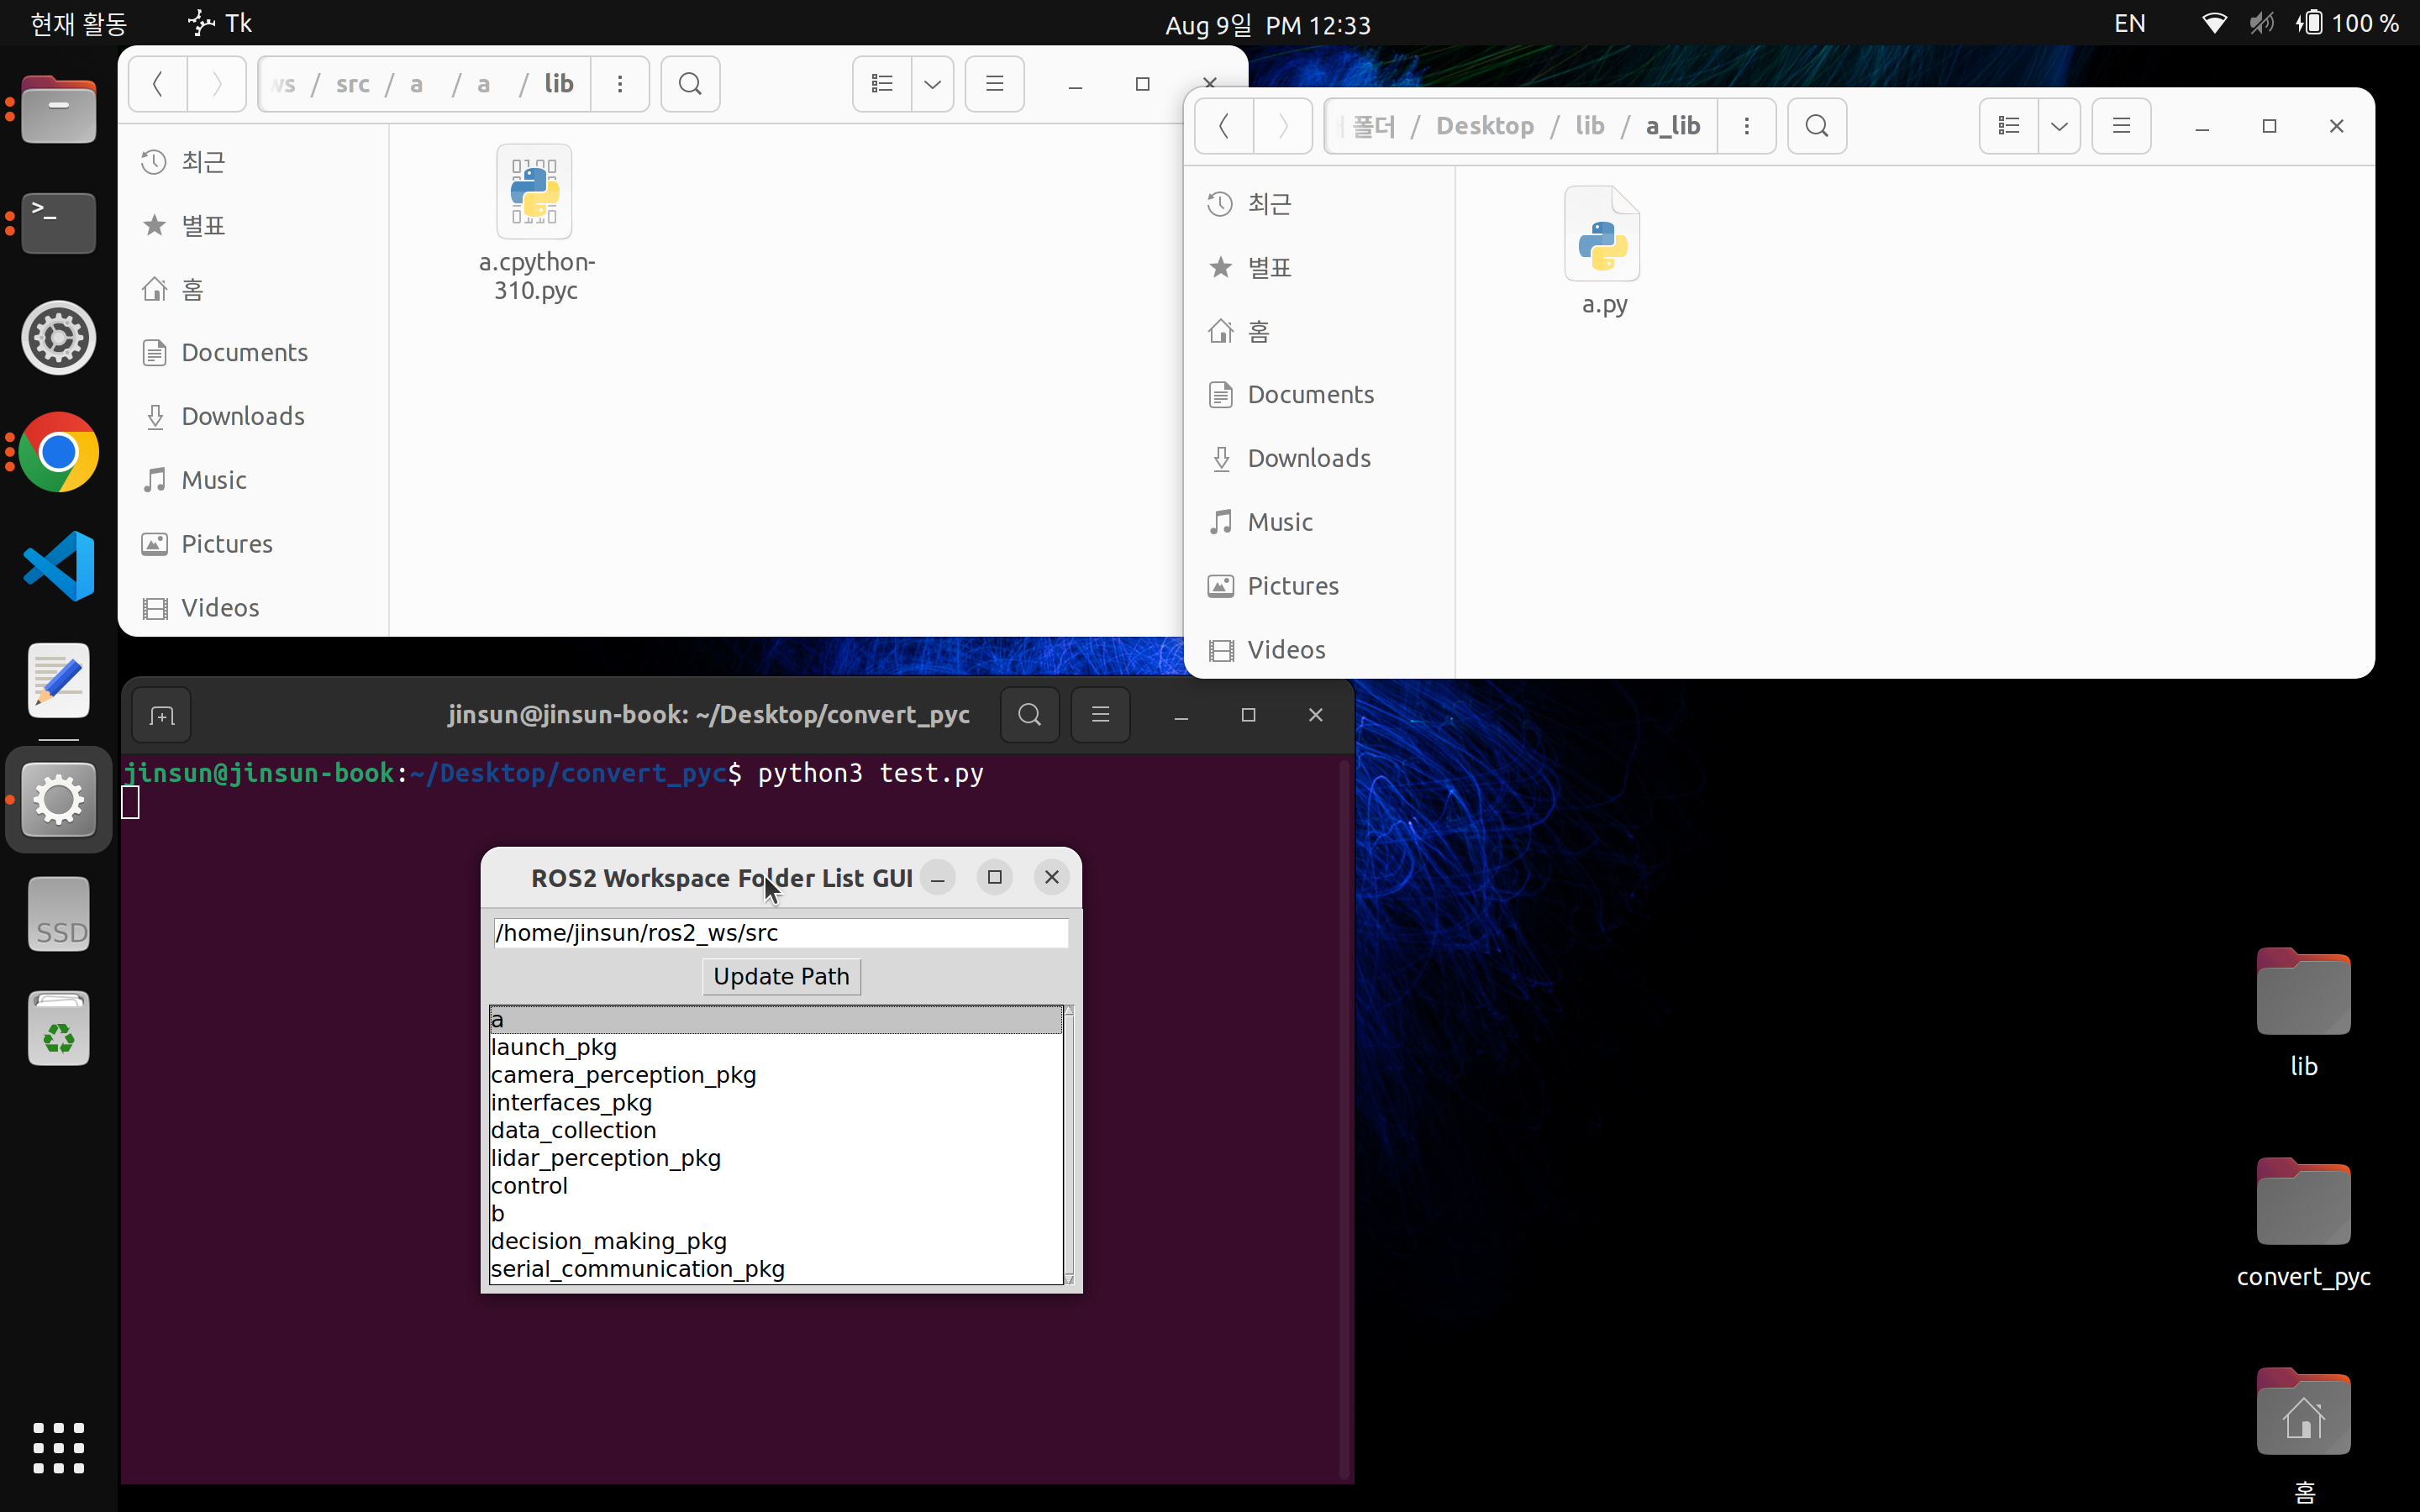 현재 활동
Tk
Aug 9일 PM 12:33
EN
100 %
/ src / a / a / lib
최근
별표
홈
Documents
Downloads
Music
Pictures
Videos
a.cpython-
310.pyc
폴더 / Desktop / lib / a_lib
최근
별표
홈
Documents
Downloads
Music
Pictures
Videos
a.py
jinsun@jinsun-book: ~/Desktop/convert_pyc
jinsun@jinsun-book:~/Desktop/convert_pyc$ python3 test.py
ROS2 Workspace Folder List GUI
/home/jinsun/ros2_ws/src
Update Path
a
launch_pkg
camera_perception_pkg
interfaces_pkg
data_collection
lidar_perception_pkg
control
b
decision_making_pkg
serial_communication_pkg
SSD
lib
convert_pyc
홈